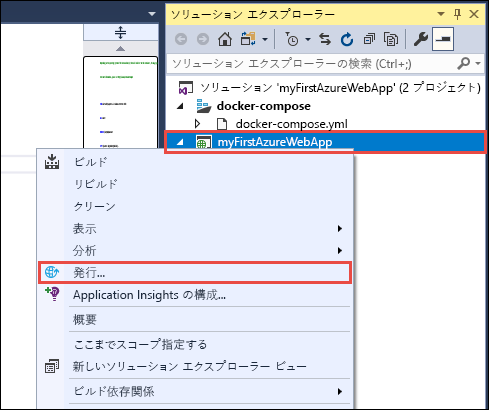 ソリューション エクスプローラー
ソリューション エクスプローラーの検索 (Ctrl+;)
ソリューション 'myFirstAzureWebApp' (2 プロジェクト)
docker-compose
docker-compose.yml
myFirstAzureWebApp
ビルド
リビルド
クリーン
表示
分析
発行...
Application Insights の構成...
概要
ここまでスコープ指定する
新しいソリューション エクスプローラー ビュー
ビルド依存関係